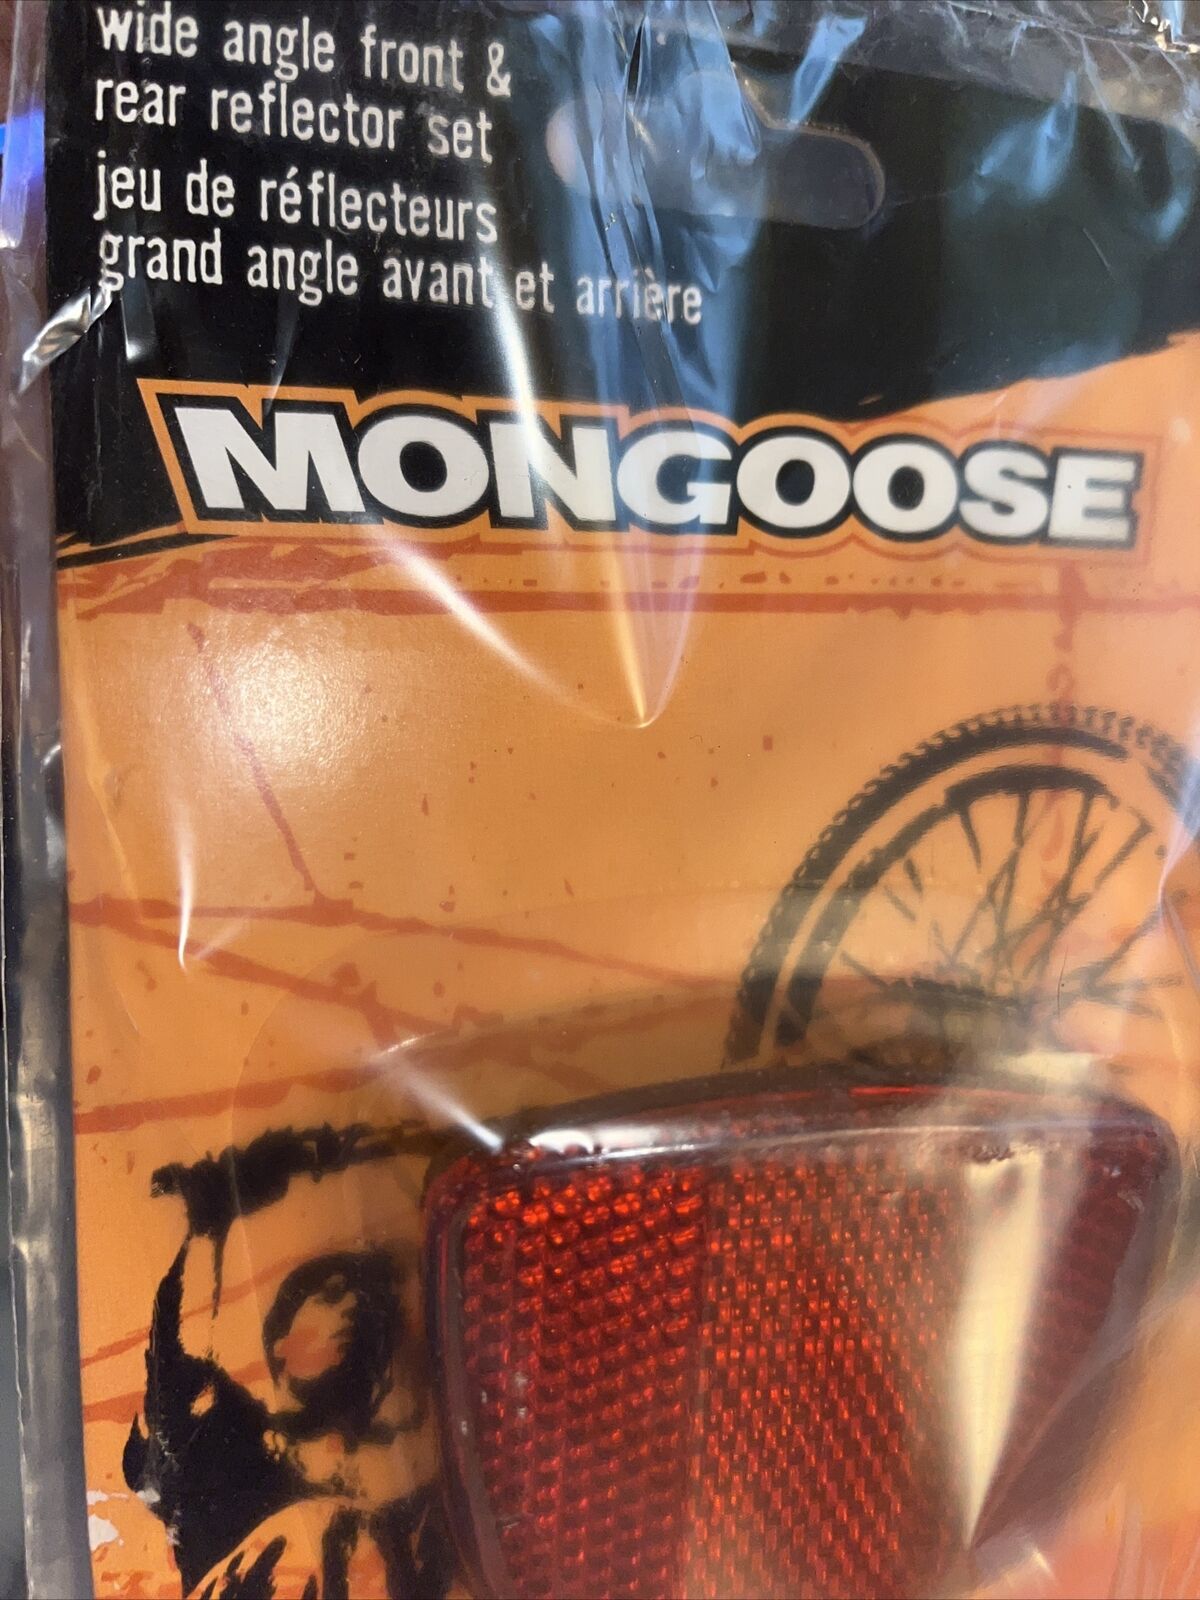 wide angle front &
rear reflector set
jeu de réflecteurs
grand angle avant et arrière
MONGOOSE